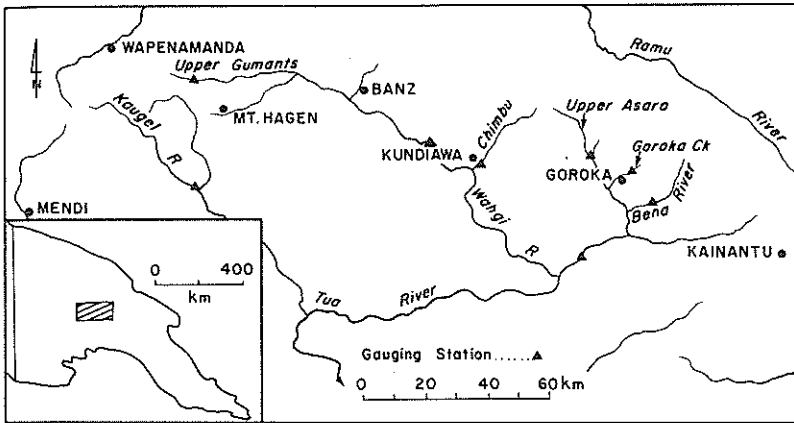 WAPENAMANDA
Upper Gumants
Ramu
River
BANZ
Kaugel
R
MT. HAGEN
Chimbu
Upper Asaro
KUNDIAWA
Goroka Ck
GOROKA
Bena River
MENDI
Wahgi
R
KAINANTU
0 400
km
Tua River
Gauging Station......
0 20 40 60 km
N